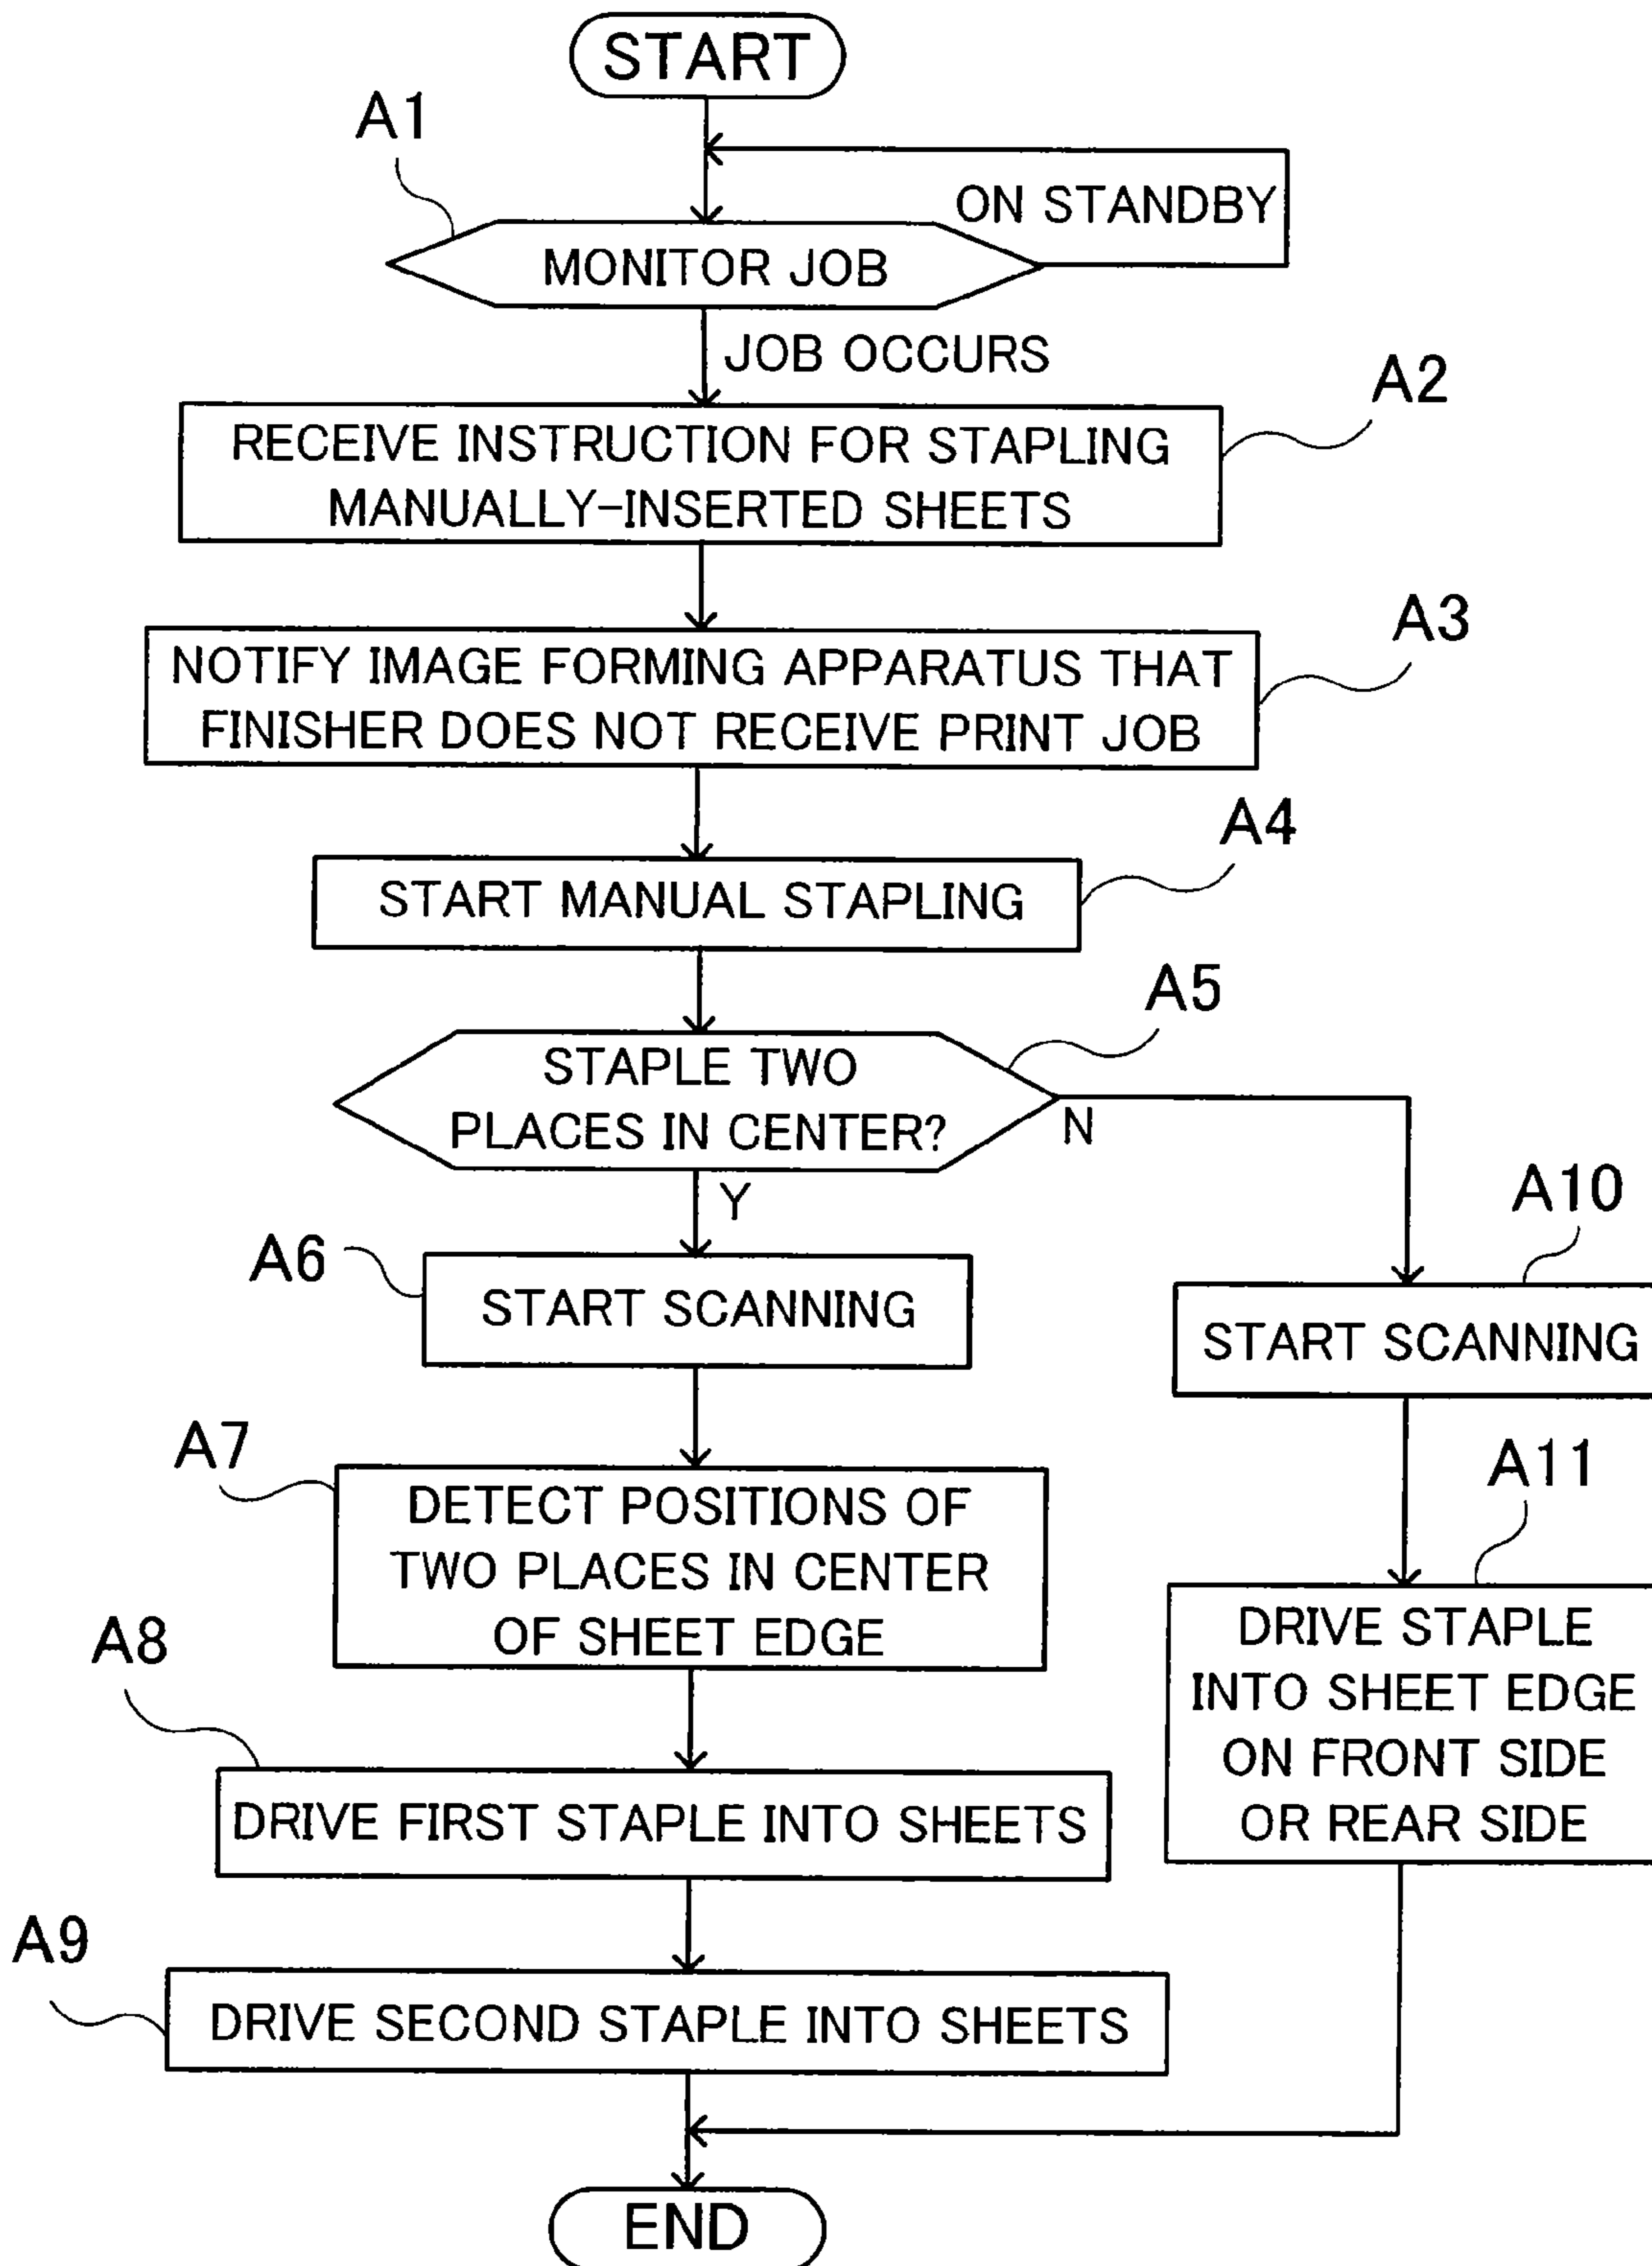 START
A1
ON STANDBY
MONITOR JOB
JOB OCCURS
A2
RECEIVE INSTRUCTION FOR STAPLING
MANUALLY-INSERTED SHEETS
A3
NOTIFY IMAGE FORMING APPARATUS THAT
FINISHER DOES NOT RECEIVE PRINT JOB
A4
START MANUAL STAPLING
A5
STAPLE TWO
PLACES IN CENTER?
N
Y
A6
START SCANNING
A10
START SCANNING
A7
DETECT POSITIONS OF
TWO PLACES IN CENTER
OF SHEET EDGE
A11
DRIVE STAPLE
INTO SHEET EDGE
ON FRONT SIDE
OR REAR SIDE
A8
DRIVE FIRST STAPLE INTO SHEETS
A9
DRIVE SECOND STAPLE INTO SHEETS
END